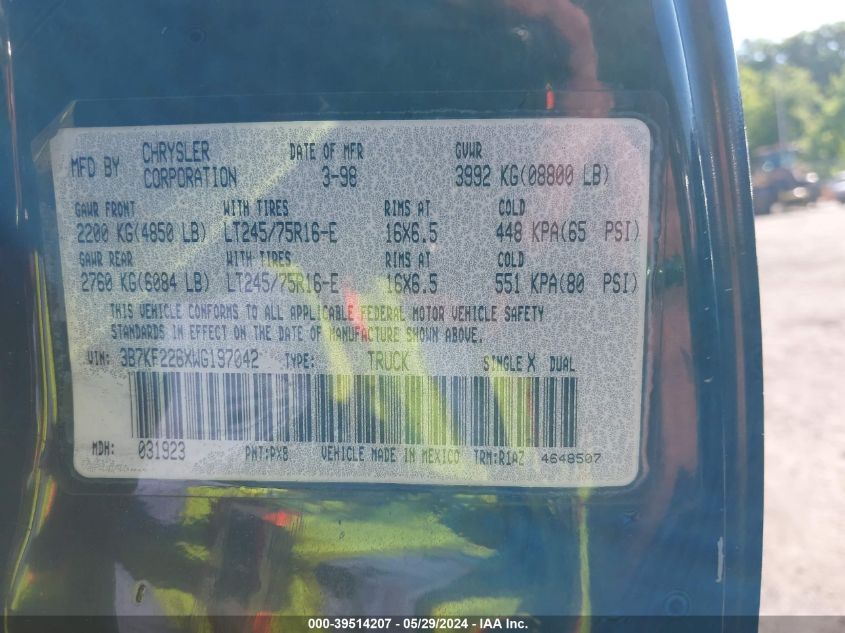 MFD BY CHRYSLER CORPORATION DATE OF MFR 3-98 GVWR 3992 KG(08800 LB)
GAWR FRONT WITH TIRES RIMS AT COLD
2200 KG(4850 LB) LT245/75R16-E 16X6.5 448 KPA(65 PSI)
GAWR REAR WITH TIRES RIMS AT COLD
2760 KG(6084 LB) LT245/75R16-E 16X6.5 551 KPA(80 PSI)
THIS VEHICLE CONFORMS TO ALL APPLICABLE FEDERAL MOTOR VEHICLE SAFETY
STANDARDS IN EFFECT ON THE DATE OF MANUFACTURE SHOWN ABOVE.
VIN: 3B7KF226XWG197042 TYPE: TRUCK SINGLE X DUAL
MDH: 031923 PNT:PX8 VEHICLE MADE IN MEXICO TRM:R1AZ 4648507
000-39514207 - 05/29/2024 - IAA Inc.